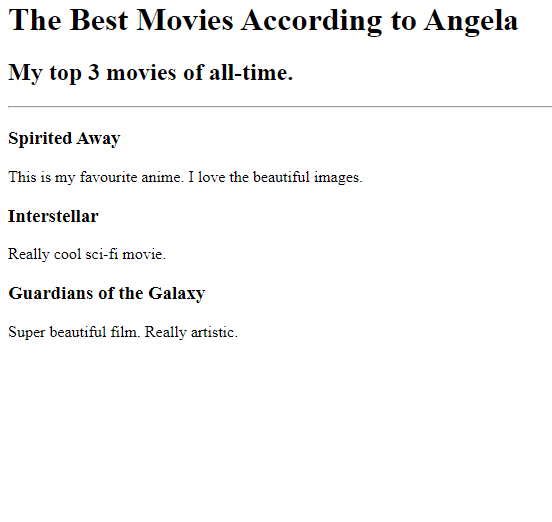 The Best Movies According to Angela
My top 3 movies of all-time.
Spirited Away
This is my favourite anime. I love the beautiful images.
Interstellar
Really cool sci-fi movie.
Guardians of the Galaxy
Super beautiful film. Really artistic.